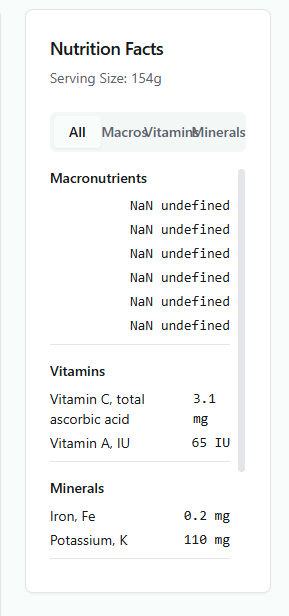 Nutrition Facts
Serving Size: 154g
All Macros Vitamins Minerals
Macronutrients
NaN undefined
NaN undefined
NaN undefined
NaN undefined
NaN undefined
NaN undefined
Vitamins
Vitamin C, total 3.1
ascorbic acid mg
Vitamin A, IU 65 IU
Minerals
Iron, Fe 0.2 mg
Potassium, K 110 mg